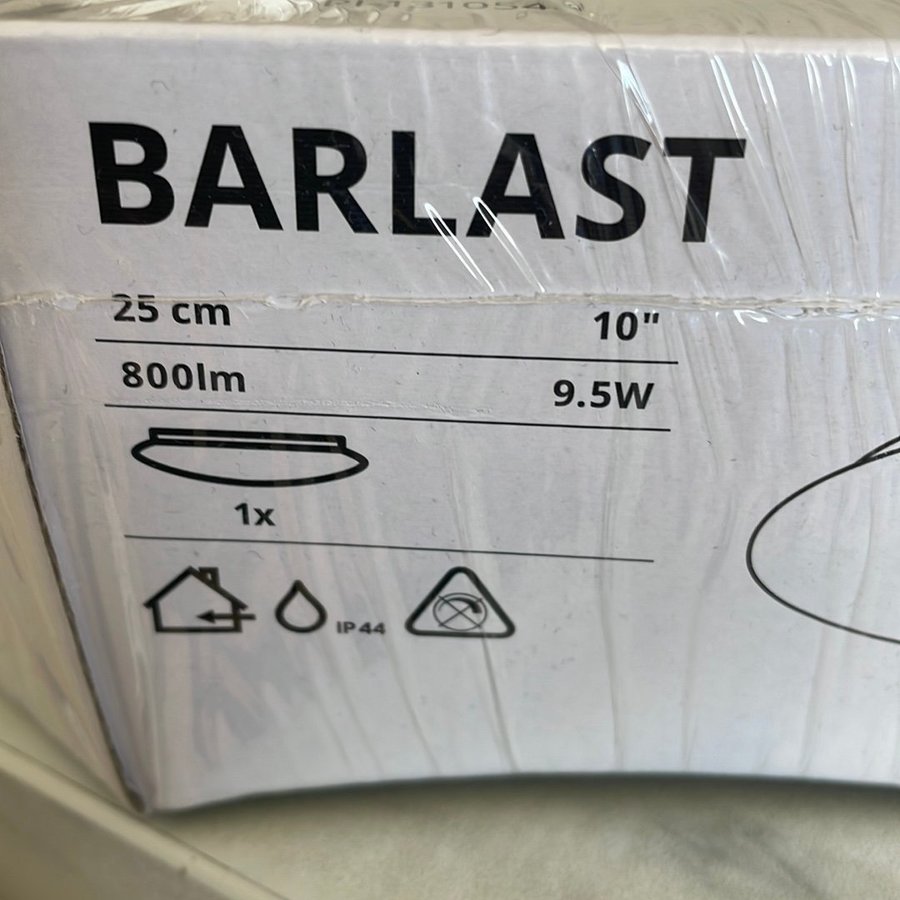 BARLAST
25 cm 10"
800lm 9.5W
1x
IP44